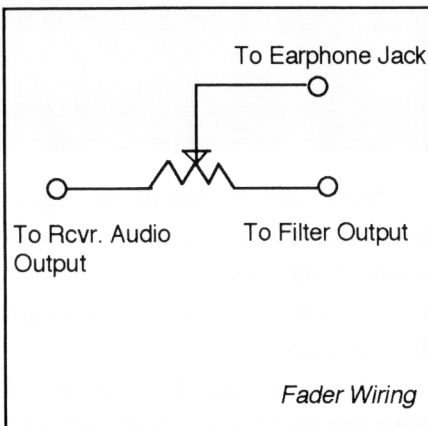 To Earphone Jack
To Rcvr. Audio
Output
To Filter Output
Fader Wiring